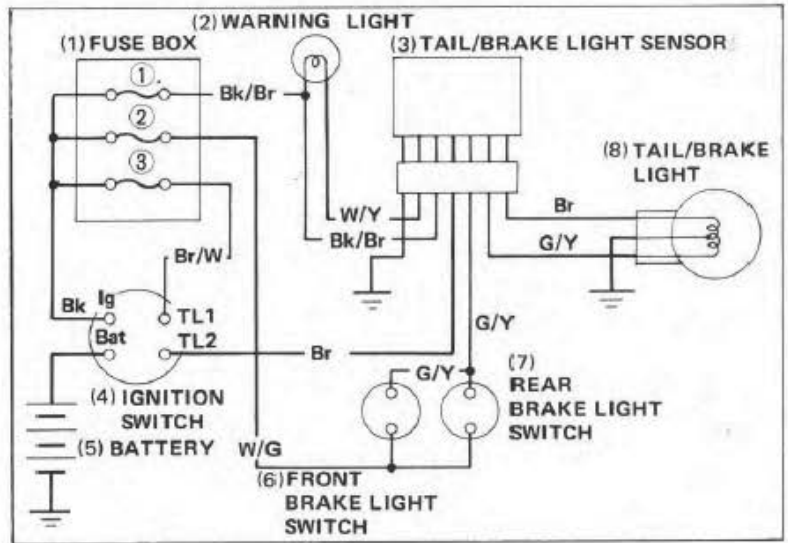 (2) WARNING LIGHT
(1) FUSE BOX
(3) TAIL/BRAKE LIGHT SENSOR
①
Bk/Br
②
③
(8) TAIL/BRAKE
LIGHT
W/Y
Bk/Br
Br
G/Y
Br/W
Ig
Bk
TL1
Bat
TL2
Br
G/Y
G/Y
(7)
REAR
BRAKE LIGHT
SWITCH
(4) IGNITION
SWITCH
(5) BATTERY
W/G
(6) FRONT
BRAKE LIGHT
SWITCH